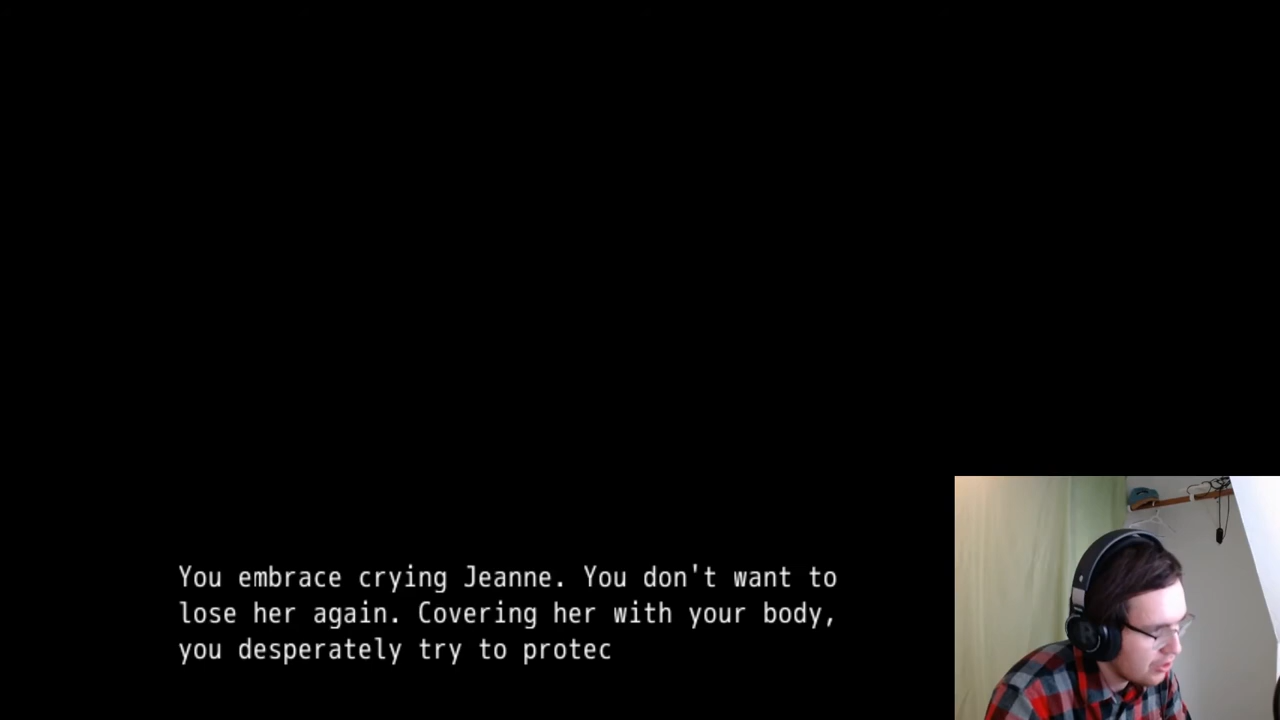 You embrace crying Jeanne. You don't want to
lose her again. Covering her with your body,
you desperately try to protec